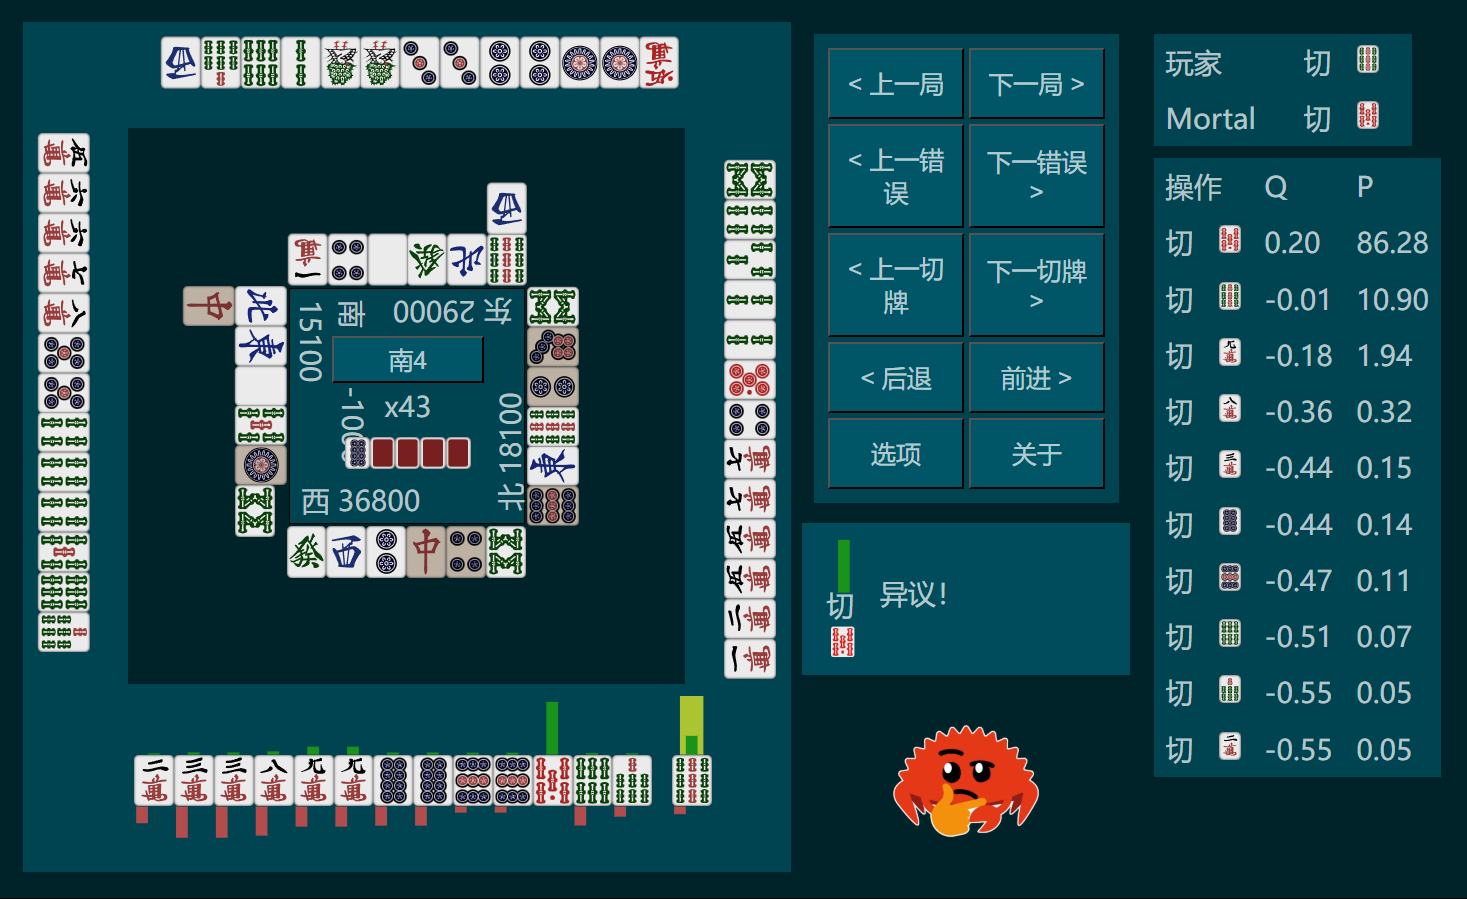 < 上一局
下一局 >
< 上一错误
下一错误 >
< 上一切牌
下一切牌 >
< 后退
前进 >
选项
关于
玩家 切
Mortal 切
操作 Q P
切 0.20 86.28
切 -0.01 10.90
切 -0.18 1.94
切 -0.36 0.32
切 -0.44 0.15
切 -0.44 0.14
切 -0.47 0.11
切 -0.51 0.07
切 -0.55 0.05
切 -0.55 0.05
切
异议!
东 29000
南 15100
南4
x43
西 36800
北 18100